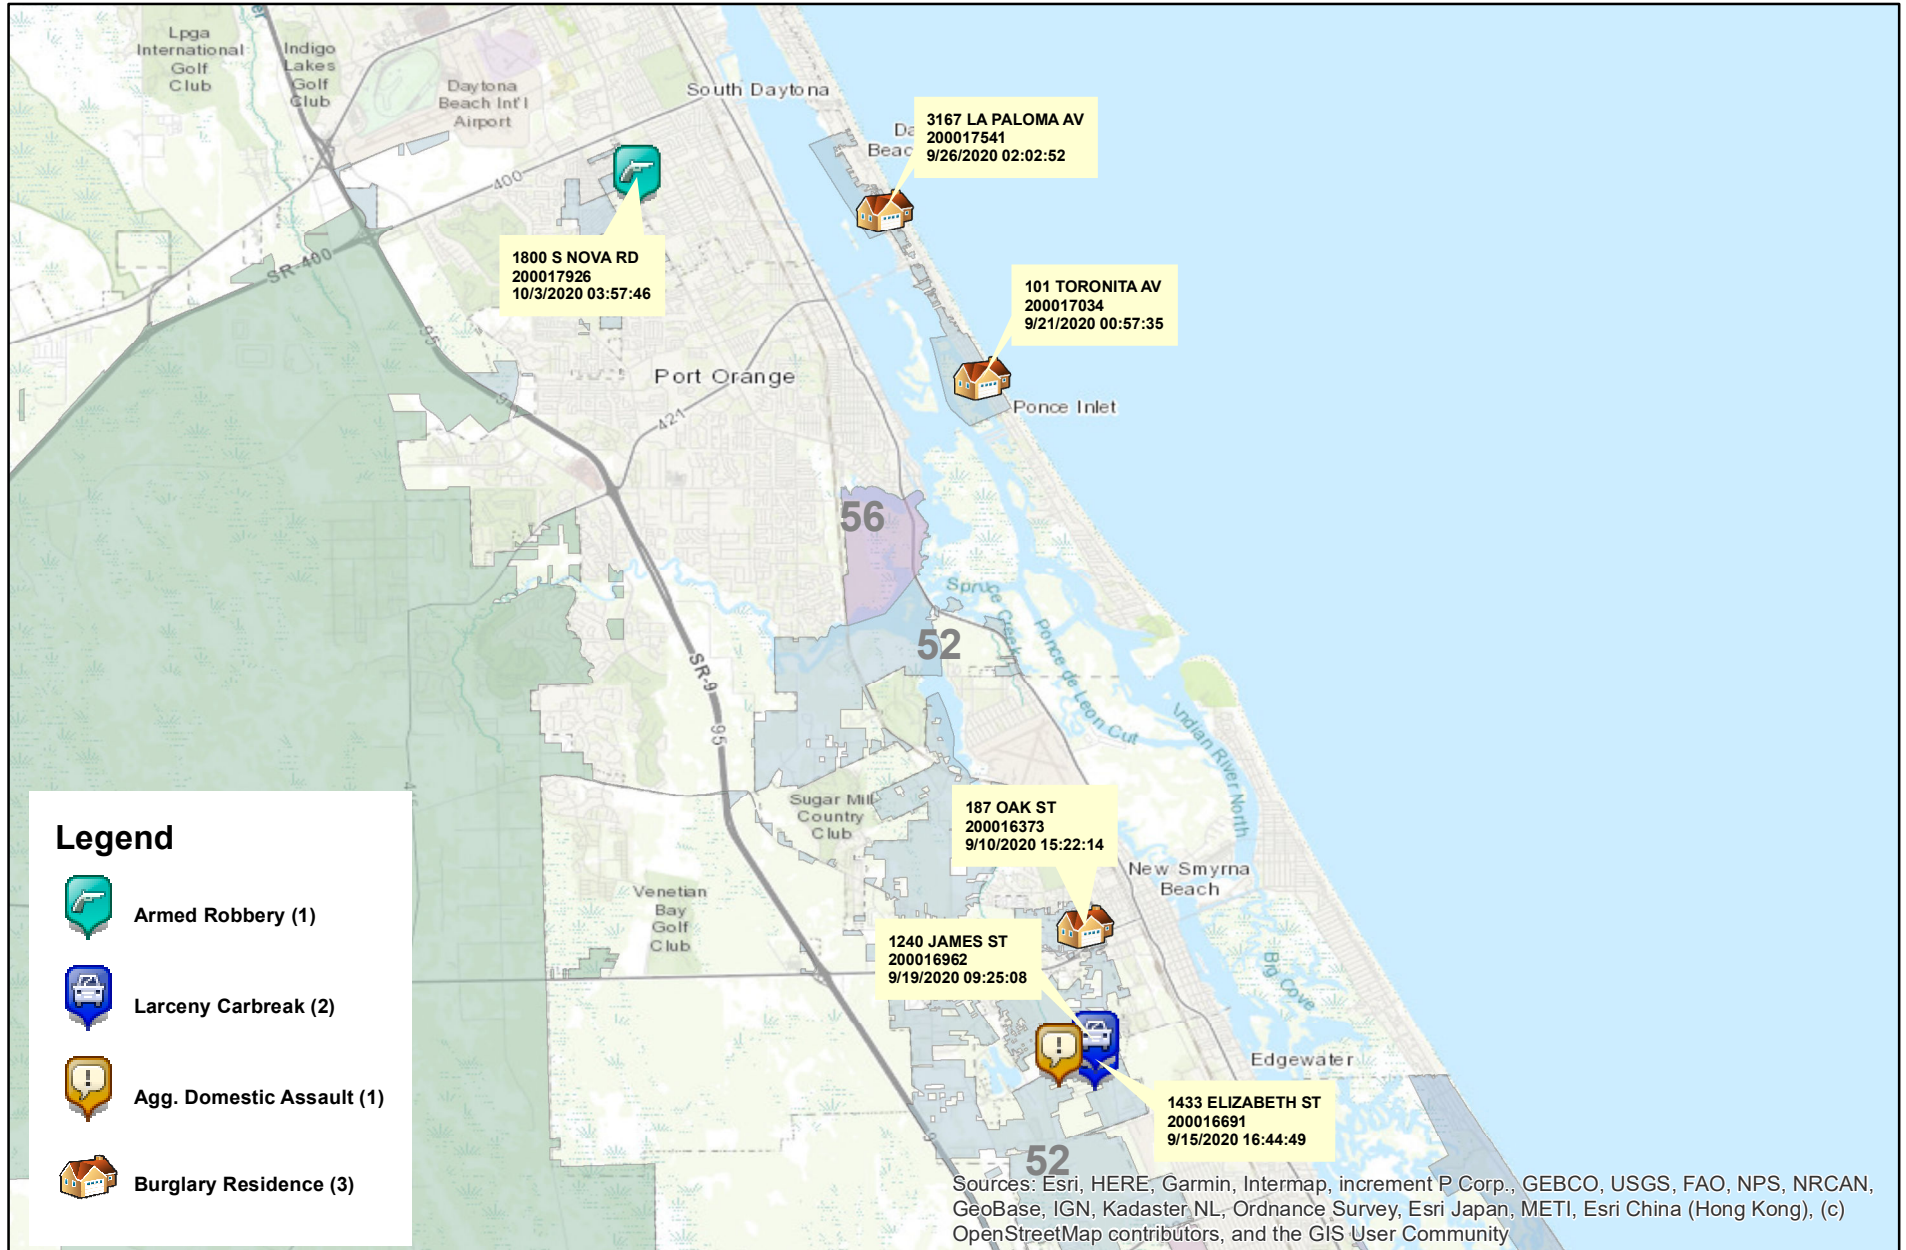 Lpga
International
Golf
Club
Indigo
Lakes
Golf
Club
Daytona
Beach Int'l
Airport
South Daytona
3167 LA PALOMA AV
200017541
9/26/2020 02:02:52
400
1800 S NOVA RD
200017926
10/3/2020 03:57:46
SR-400
101 TORONITA AV
200017034
9/21/2020 00:57:35
95
Port Orange
Ponce Inlet
421
56
Spruce Creek
52
Ponce de Leon Cut
SR-9
95
Indian River North
Sugar Mill
Country
Club
187 OAK ST
200016373
9/10/2020 15:22:14
New Smyrna
Beach
Venetian
Bay
Golf
Club
1240 JAMES ST
200016962
9/19/2020 09:25:08
Big Cove
Edgewater
1433 ELIZABETH ST
200016691
9/15/2020 16:44:49
52
Legend
Armed Robbery (1)
Larceny Carbreak (2)
Agg. Domestic Assault (1)
Burglary Residence (3)
Sources: Esri, HERE, Garmin, Intermap, increment P Corp., GEBCO, USGS, FAO, NPS, NRCAN,
GeoBase, IGN, Kadaster NL, Ordnance Survey, Esri Japan, METI, Esri China (Hong Kong), (c)
OpenStreetMap contributors, and the GIS User Community